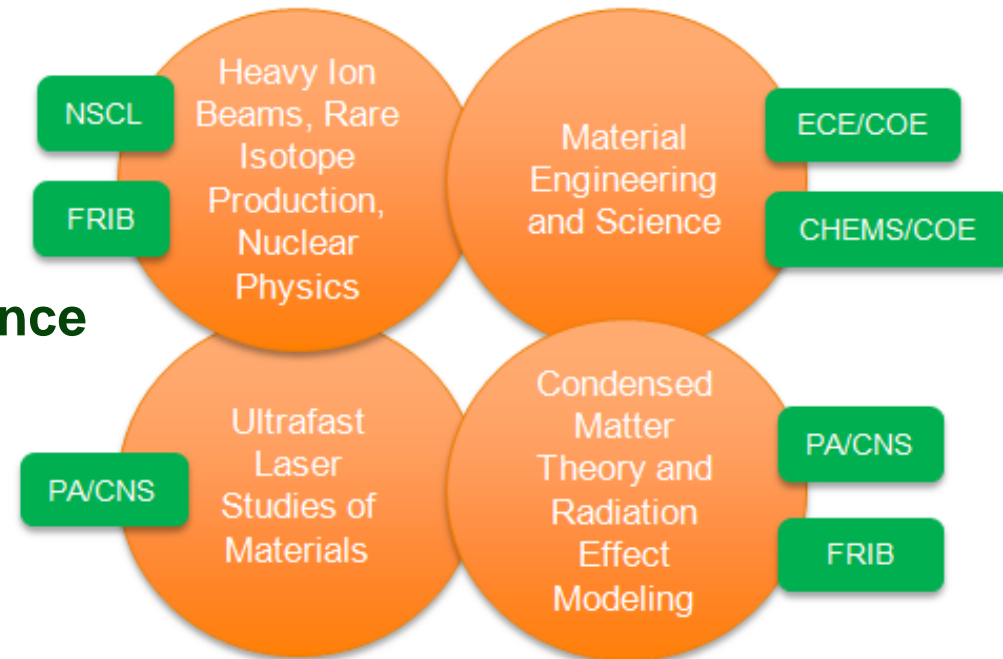 NSCL
FRIB
Heavy Ion
Beams, Rare
Isotope
Production,
Nuclear
Physics
Material
Engineering
and Science
ECE/COE
CHEMS/COE
nce
PA/CNS
Ultrafast
Laser
Studies of
Materials
Condensed
Matter
Theory and
Radiation
Effect
Modeling
PA/CNS
FRIB